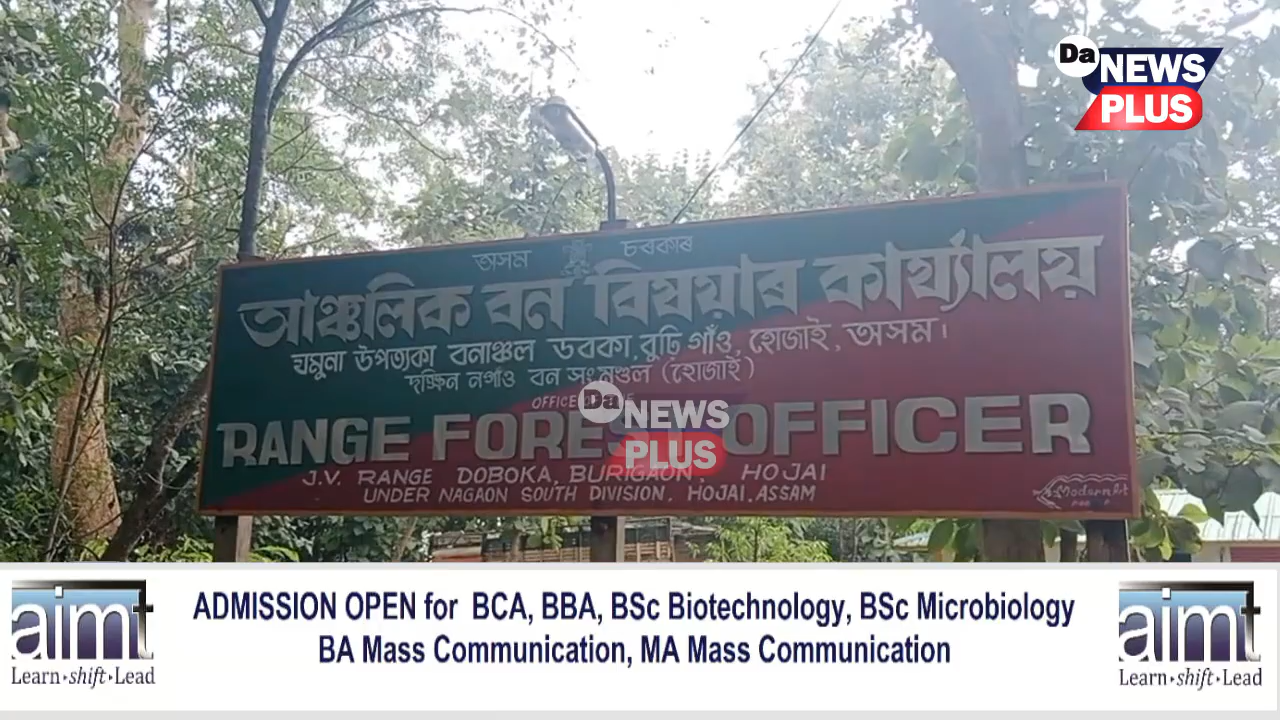 Da NEWS
PLUS
অসম চৰকাৰ
আঞ্চলিক বন বিষয়াৰ কাৰ্য্যালয়
যমুনা উপত্যকা বনাঞ্চল ডবকা, বুঢ়ি গাঁও, হোজাই, অসম।
দক্ষিন নগাঁও বন সংমণ্ডল (হোজাই)
OFFICE
Da NEWS
PLUS
RANGE FOREST OFFICER
J.V. RANGE DOBOKA, BURIGAON, HOJAI
UNDER NAGAON SOUTH DIVISION, HOJAI, ASSAM
Modern Art
aimt
Learn·shift·Lead
ADMISSION OPEN for BCA, BBA, BSc Biotechnology, BSc Microbiology
BA Mass Communication, MA Mass Communication
aimt
Learn·shift·Lead